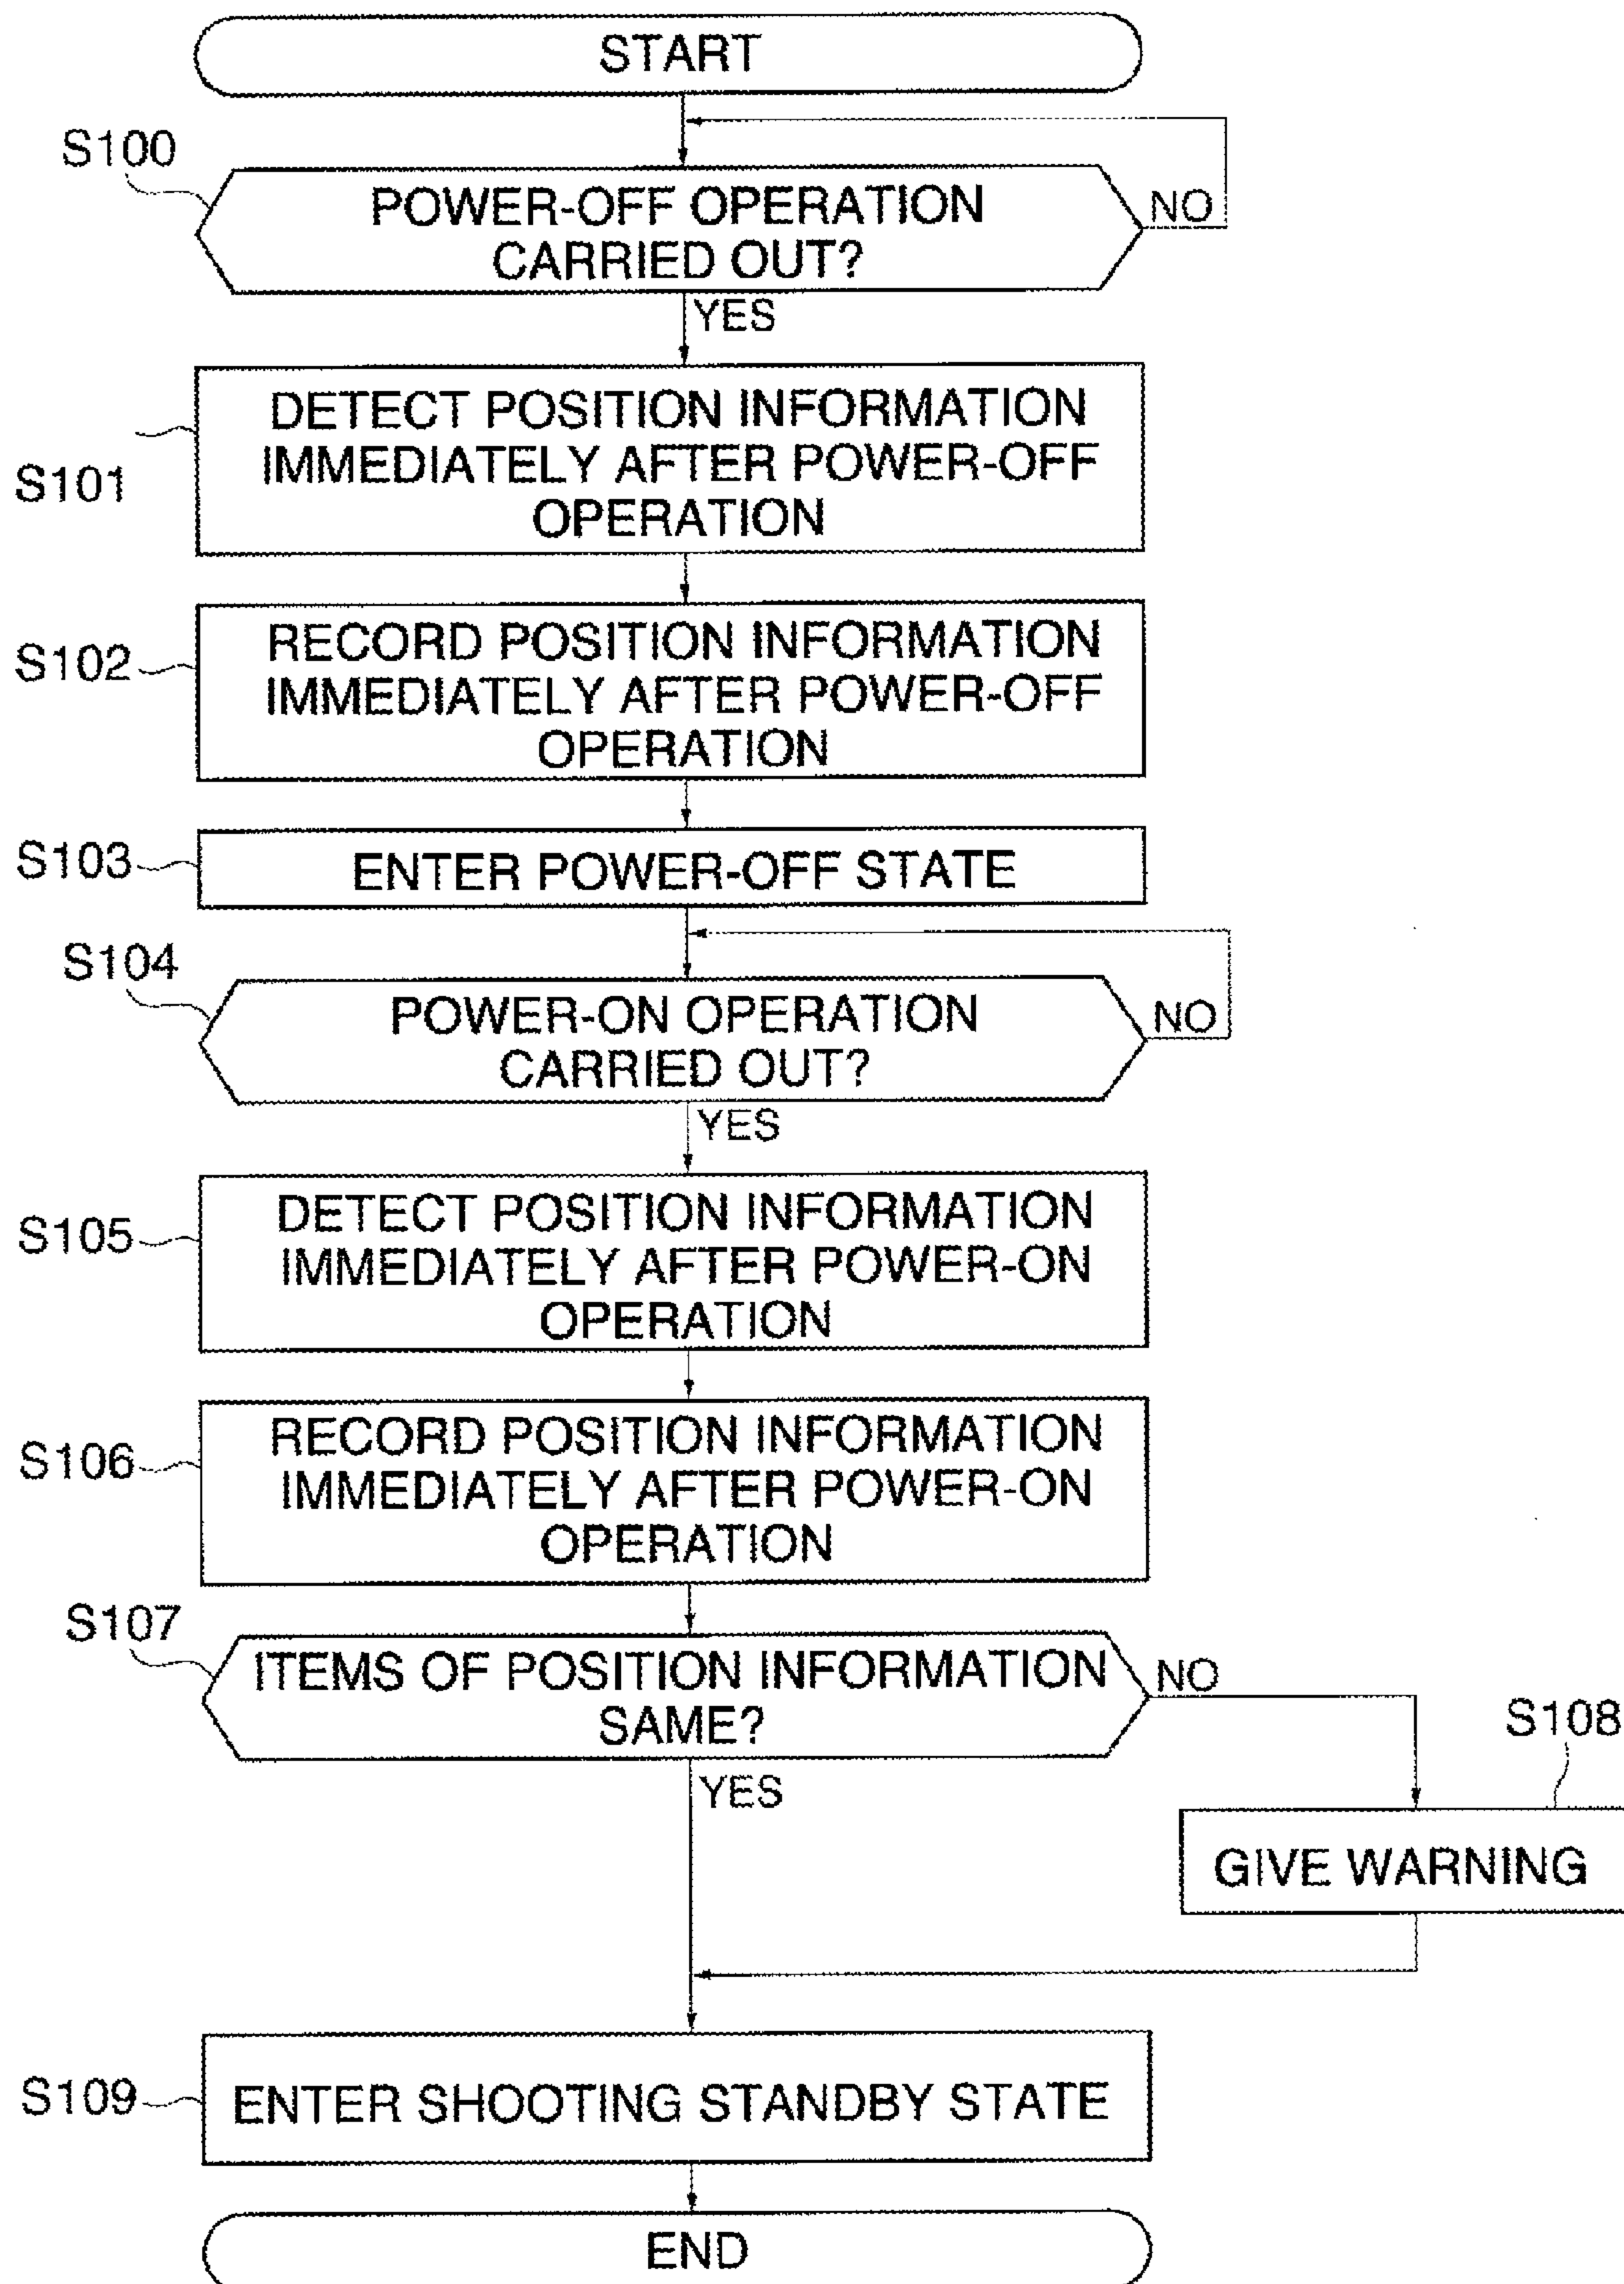 START
S100
POWER-OFF OPERATION
CARRIED OUT?
NO
YES
S101
DETECT POSITION INFORMATION
IMMEDIATELY AFTER POWER-OFF
OPERATION
S102
RECORD POSITION INFORMATION
IMMEDIATELY AFTER POWER-OFF
OPERATION
S103
ENTER POWER-OFF STATE
S104
POWER-ON OPERATION
CARRIED OUT?
NO
YES
S105
DETECT POSITION INFORMATION
IMMEDIATELY AFTER POWER-ON
OPERATION
S106
RECORD POSITION INFORMATION
IMMEDIATELY AFTER POWER-ON
OPERATION
S107
ITEMS OF POSITION INFORMATION
SAME?
NO
YES
S108
GIVE WARNING
S109
ENTER SHOOTING STANDBY STATE
END